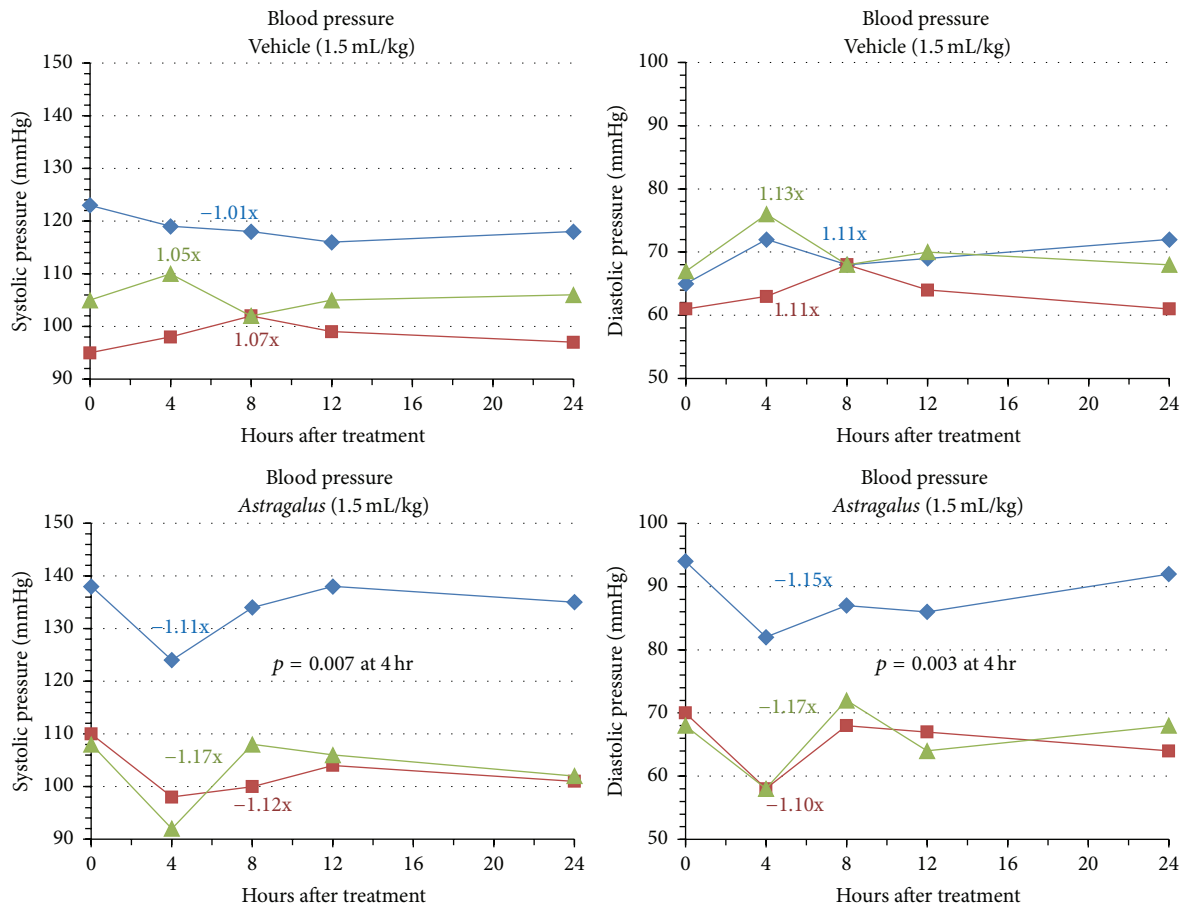 Blood pressure
Vehicle (1.5 mL/kg)
150
140
130
120
110
100
90
Systolic pressure (mmHg)
−1.01x
1.05x
1.07x
0 4 8 12 16 20 24
Hours after treatment
Blood pressure
Vehicle (1.5 mL/kg)
100
90
80
70
60
50
Diastolic pressure (mmHg)
1.13x
1.11x
1.11x
0 4 8 12 16 20 24
Hours after treatment
Blood pressure
Astragalus (1.5 mL/kg)
150
140
130
120
110
100
90
Systolic pressure (mmHg)
−1.11x
p = 0.007 at 4 hr
−1.17x
−1.12x
0 4 8 12 16 20 24
Hours after treatment
Blood pressure
Astragalus (1.5 mL/kg)
100
90
80
70
60
50
Diastolic pressure (mmHg)
−1.15x
p = 0.003 at 4 hr
−1.17x
−1.10x
0 4 8 12 16 20 24
Hours after treatment